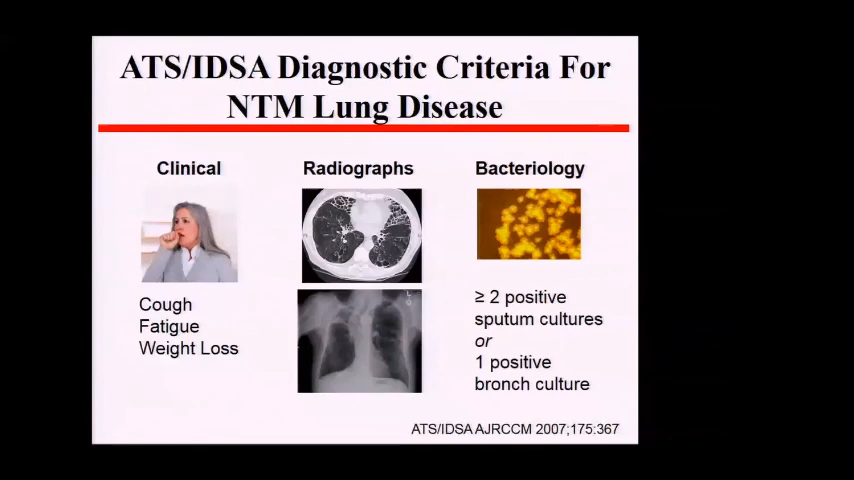 ATS/IDSA Diagnostic Criteria For
NTM Lung Disease
Clinical
Cough
Fatigue
Weight Loss
Radiographs
L
Bacteriology
≥ 2 positive
sputum cultures
or
1 positive
bronch culture
ATS/IDSA AJRCCM 2007;175:367